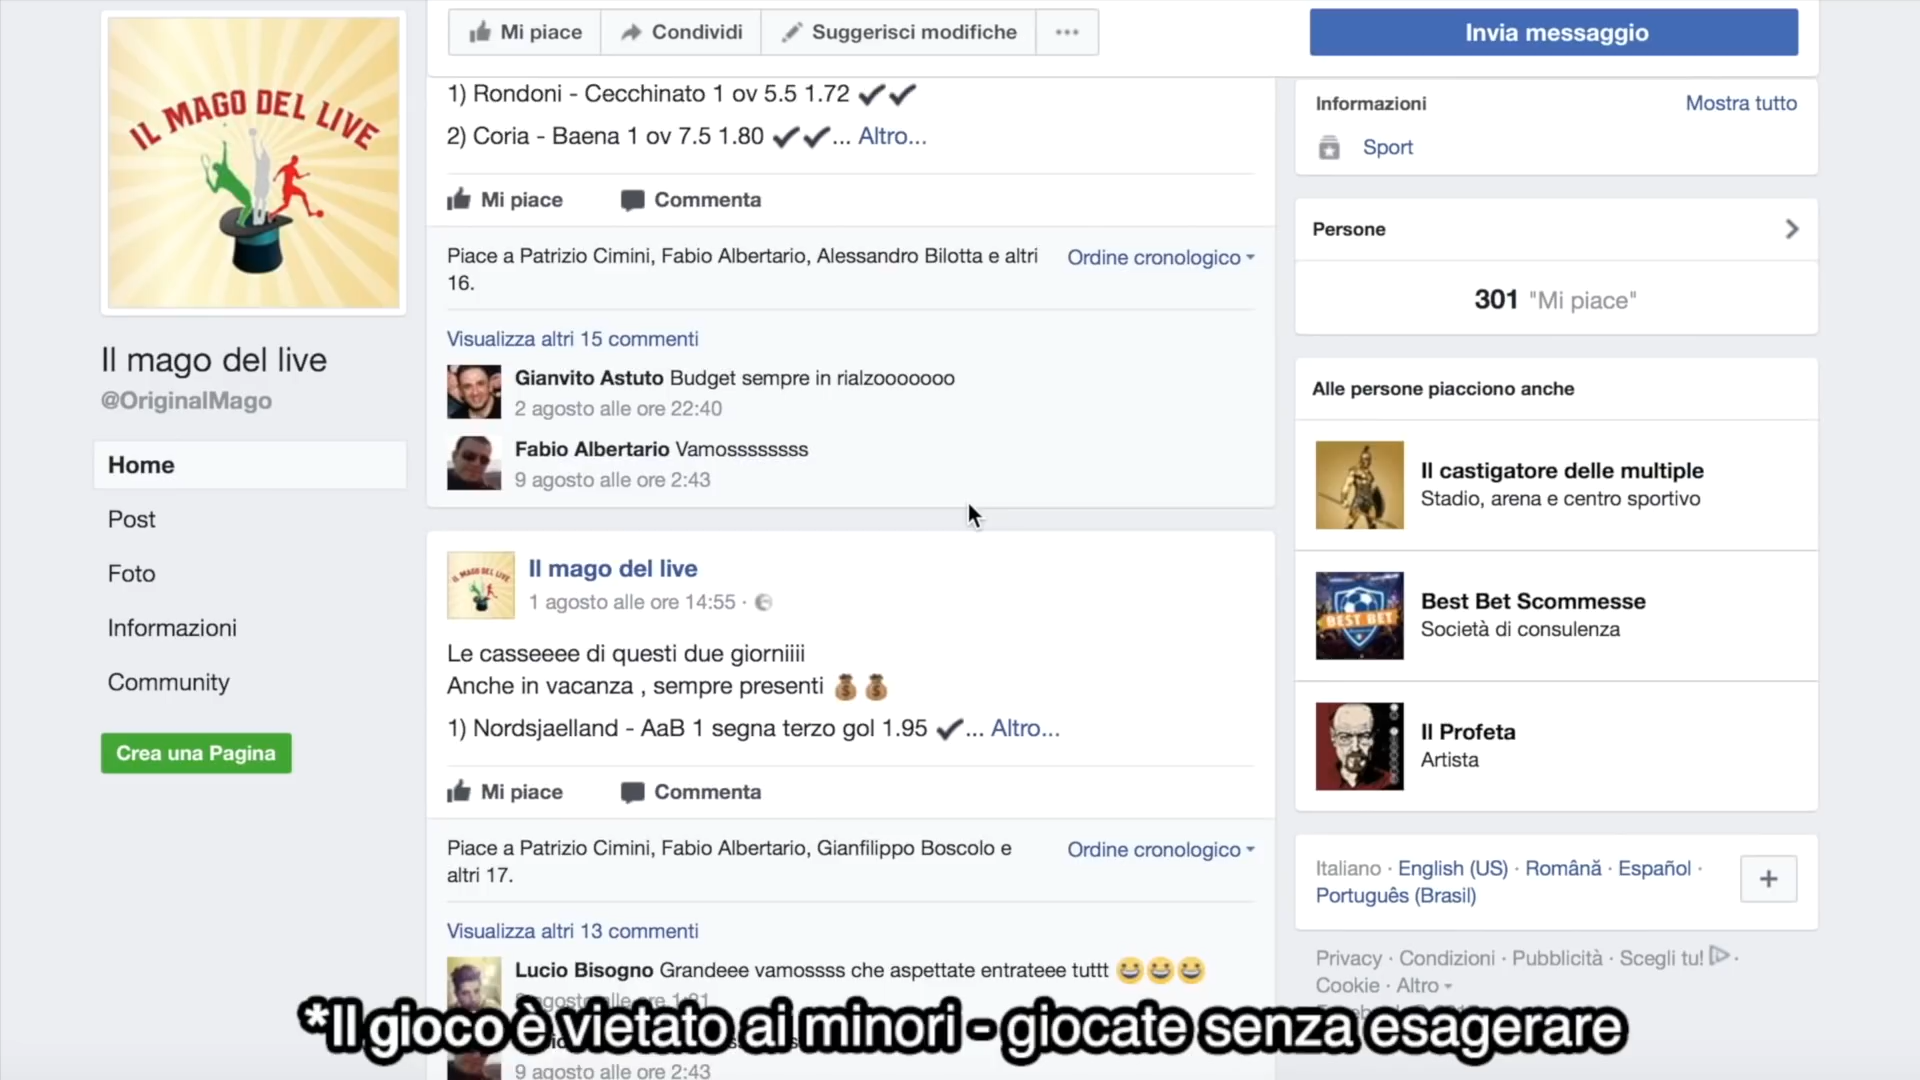 IL MAGO DEL LIVE
Il mago del live
@OriginalMago
Home
Post
Foto
Informazioni
Community
Crea una Pagina
Mi piace
Condividi
Suggerisci modifiche
Invia messaggio
1) Rondoni - Cecchinato 1 ov 5.5 1.72 ✔✔
2) Coria - Baena 1 ov 7.5 1.80 ✔✔... Altro...
Mi piace
Commenta
Piace a Patrizio Cimini, Fabio Albertario, Alessandro Bilotta e altri
16.
Ordine cronologico
Visualizza altri 15 commenti
Gianvito Astuto Budget sempre in rialzooooooo
2 agosto alle ore 22:40
Fabio Albertario Vamosssssssss
9 agosto alle ore 2:43
Il mago del live
1 agosto alle ore 14:55 ·
Le casseeee di questi due giorniiii
Anche in vacanza , sempre presenti 💰💰
1) Nordsjaelland - AaB 1 segna terzo gol 1.95 ✔... Altro...
Mi piace
Commenta
Piace a Patrizio Cimini, Fabio Albertario, Gianfilippo Boscolo e
altri 17.
Ordine cronologico
Visualizza altri 13 commenti
Lucio Bisogno Grandeee vamossss che aspettate entrateee tuttt 😀😀😀
agosto alle ore 1:21
9 agosto alle ore 2:43
Informazioni
Mostra tutto
Sport
Persone
301 "Mi piace"
Alle persone piacciono anche
Il castigatore delle multiple
Stadio, arena e centro sportivo
BEST BET
Best Bet Scommesse
Società di consulenza
Il Profeta
Artista
Italiano · English (US) · Română · Español ·
Português (Brasil)
Privacy · Condizioni · Pubblicità · Scegli tu! ·
Cookie · Altro
*Il gioco è vietato ai minori - giocate senza esagerare